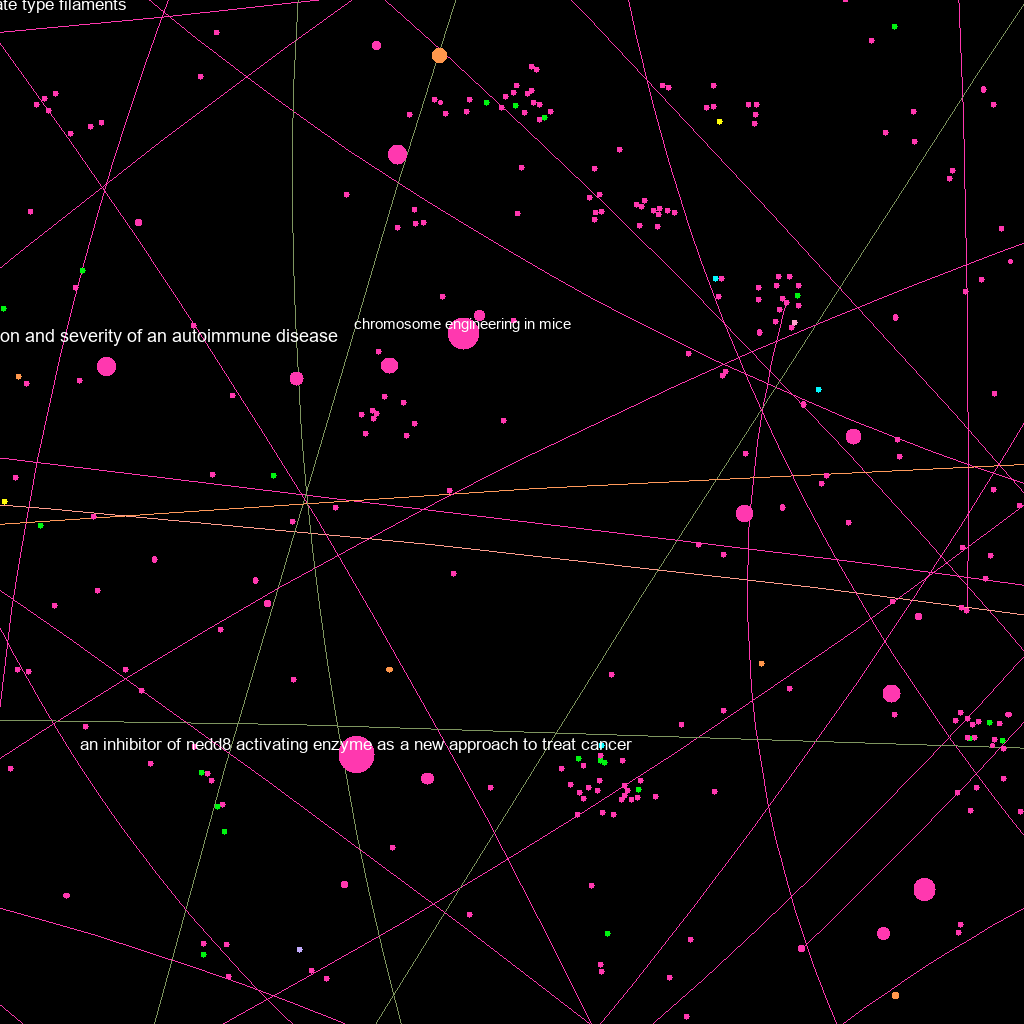 ate type filaments
chromosome engineering in mice
on and severity of an autoimmune disease
an inhibitor of nedd8 activating enzyme as a new approach to treat cancer